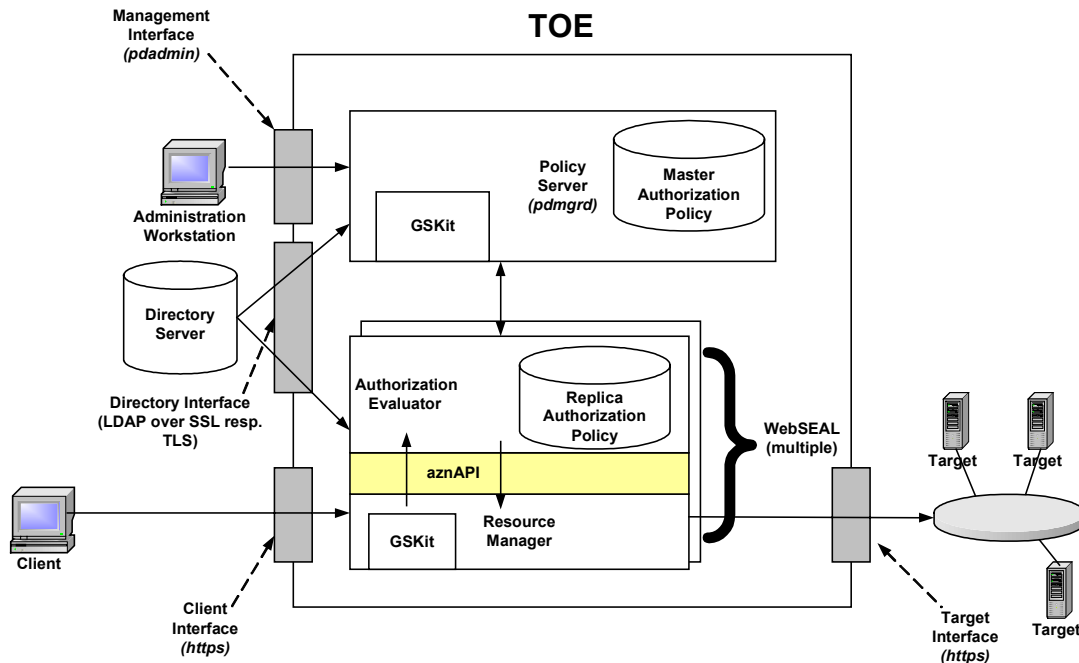 TOE
Management
Interface
(pdadmin)
Policy
Server
(pdmgrd)
Master
Authorization
Policy
GSKit
Administration
Workstation
Directory
Server
Authorization
Evaluator
Replica
Authorization
Policy
WebSEAL
(multiple)
Directory Interface
(LDAP over SSL resp.
TLS)
aznAPI
GSKit
Resource
Manager
Target
Target
Client
Client
Interface
(https)
Target
Interface
(https)
Target